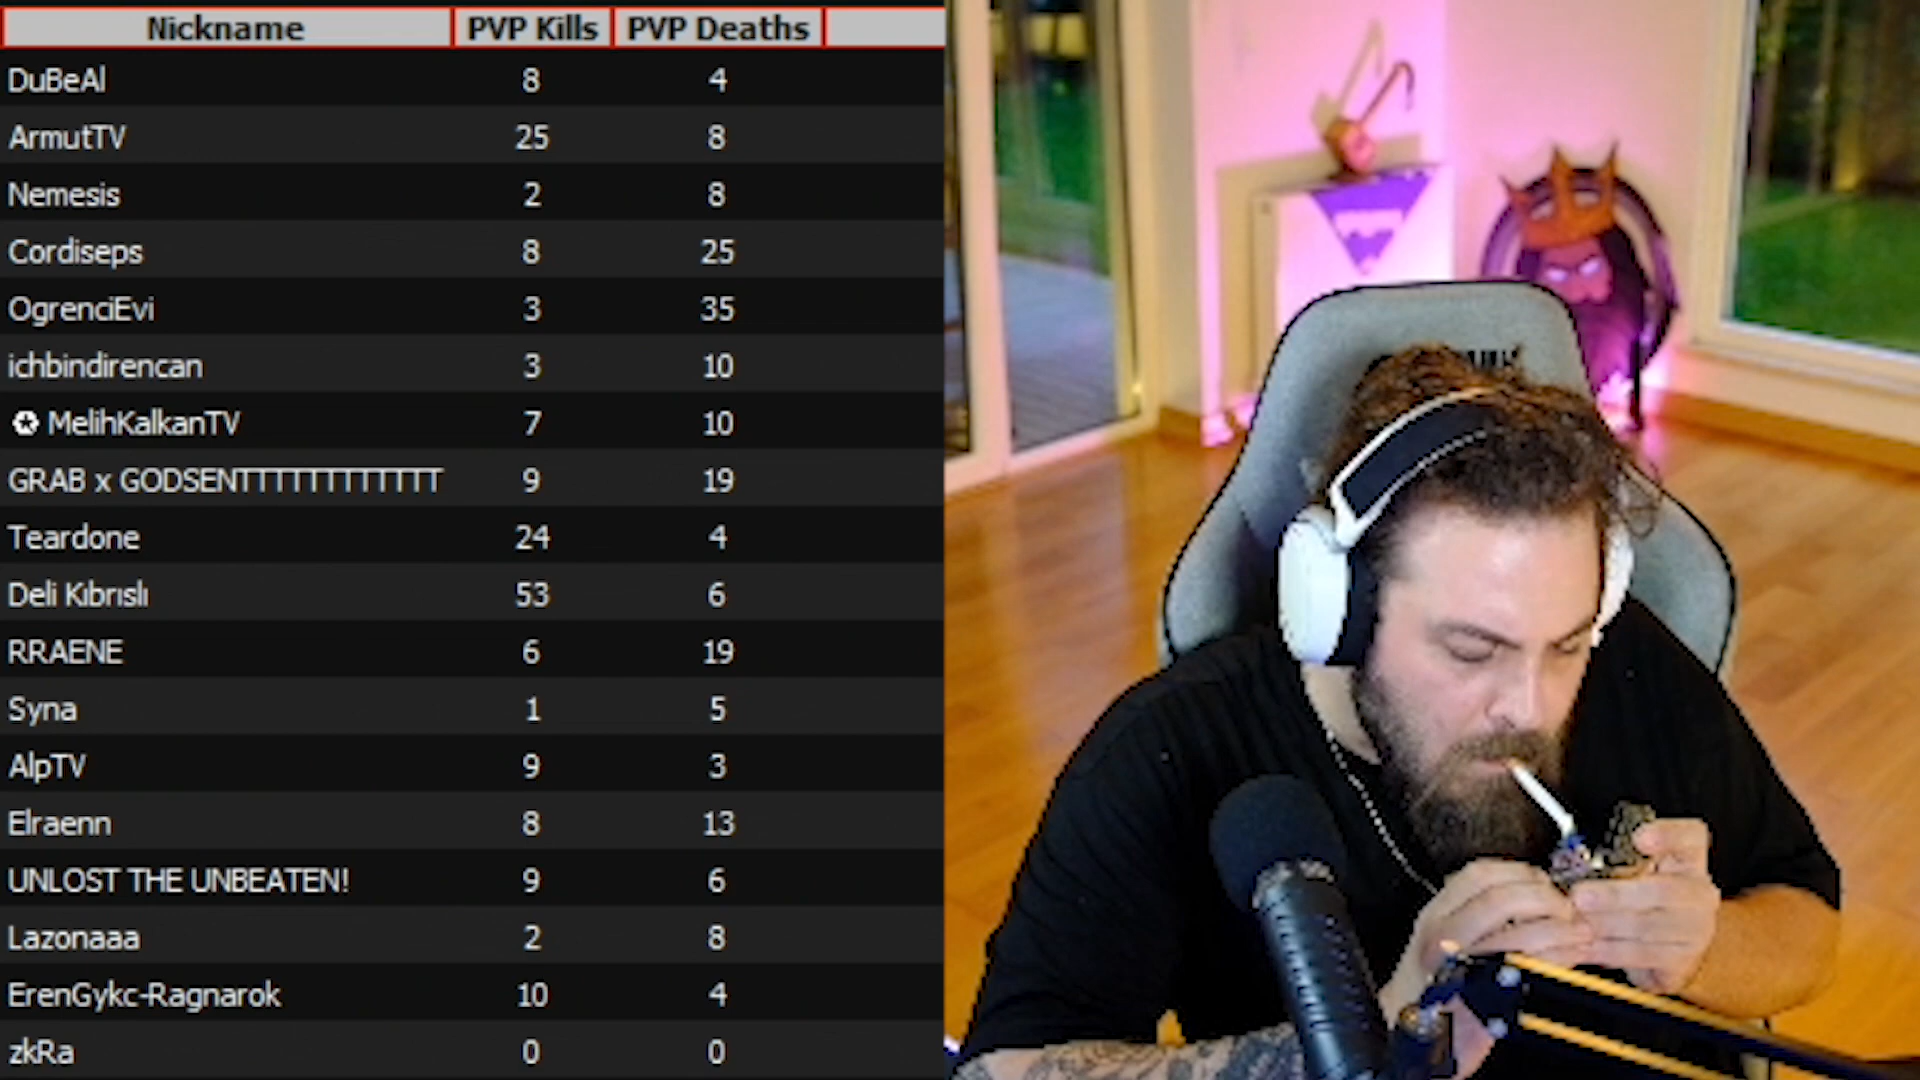 Nickname PVP Kills PVP Deaths
DuBeAl 8 4
ArmutTV 25 8
Nemesis 2 8
Cordiseps 8 25
OgrenciEvi 3 35
ichbindirencan 3 10
MelihKalkanTV 7 10
GRAB x GODSENTTTTTTTTTTTTT 9 19
Teardone 24 4
Deli Kıbrıslı 53 6
RRAENE 6 19
Syna 1 5
AlpTV 9 3
Elraenn 8 13
UNLOST THE UNBEATEN! 9 6
Lazonaaa 2 8
ErenGykc-Ragnarok 10 4
zkRa 0 0